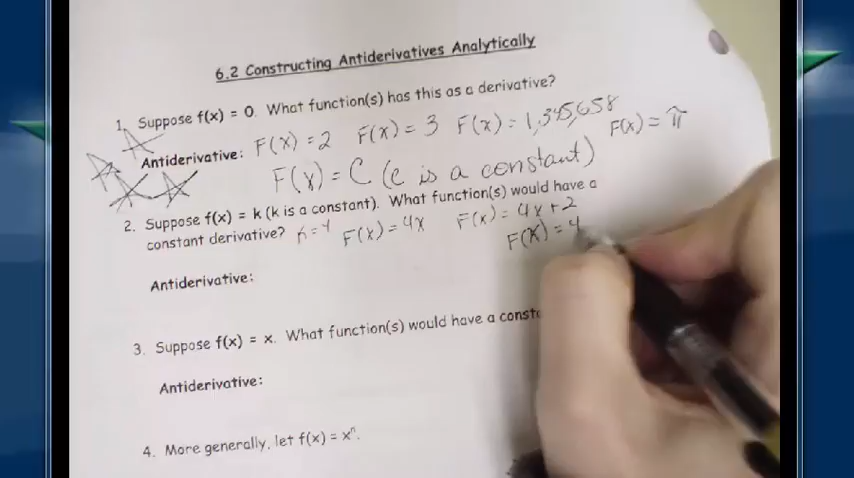 6.2 Constructing Antiderivatives Analytically
1. Suppose f(x) = 0. What function(s) has this as a derivative?
Antiderivative: F(x) = 2 F(x) = 3 F(x) = 1,345,658 F(x) = π
F(x) = C (c is a constant)
2. Suppose f(x) = k (k is a constant). What function(s) would have a
constant derivative? k = 4 F(x) = 4x F(x) = 4x + 2
F(x) = 4
Antiderivative:
3. Suppose f(x) = x. What function(s) would have a
Antiderivative:
4. More generally, let f(x) = xⁿ.